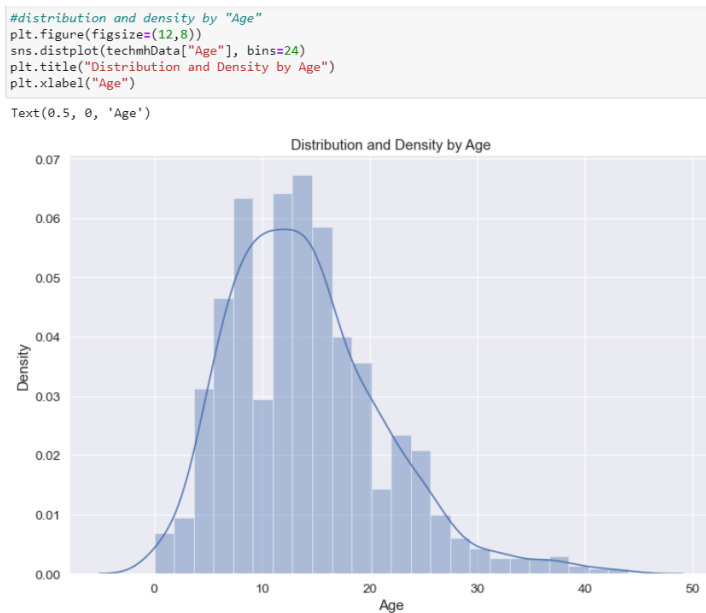 #distribution and density by "Age"
plt.figure(figsize=(12,8))
sns.distplot(techmhData["Age"], bins=24)
plt.title("Distribution and Density by Age")
plt.xlabel("Age")
Text(0.5, 0, 'Age')
Distribution and Density by Age
0.07
0.06
0.05
0.04
0.03
0.02
0.01
0.00
Density
0 10 20 30 40 50
Age